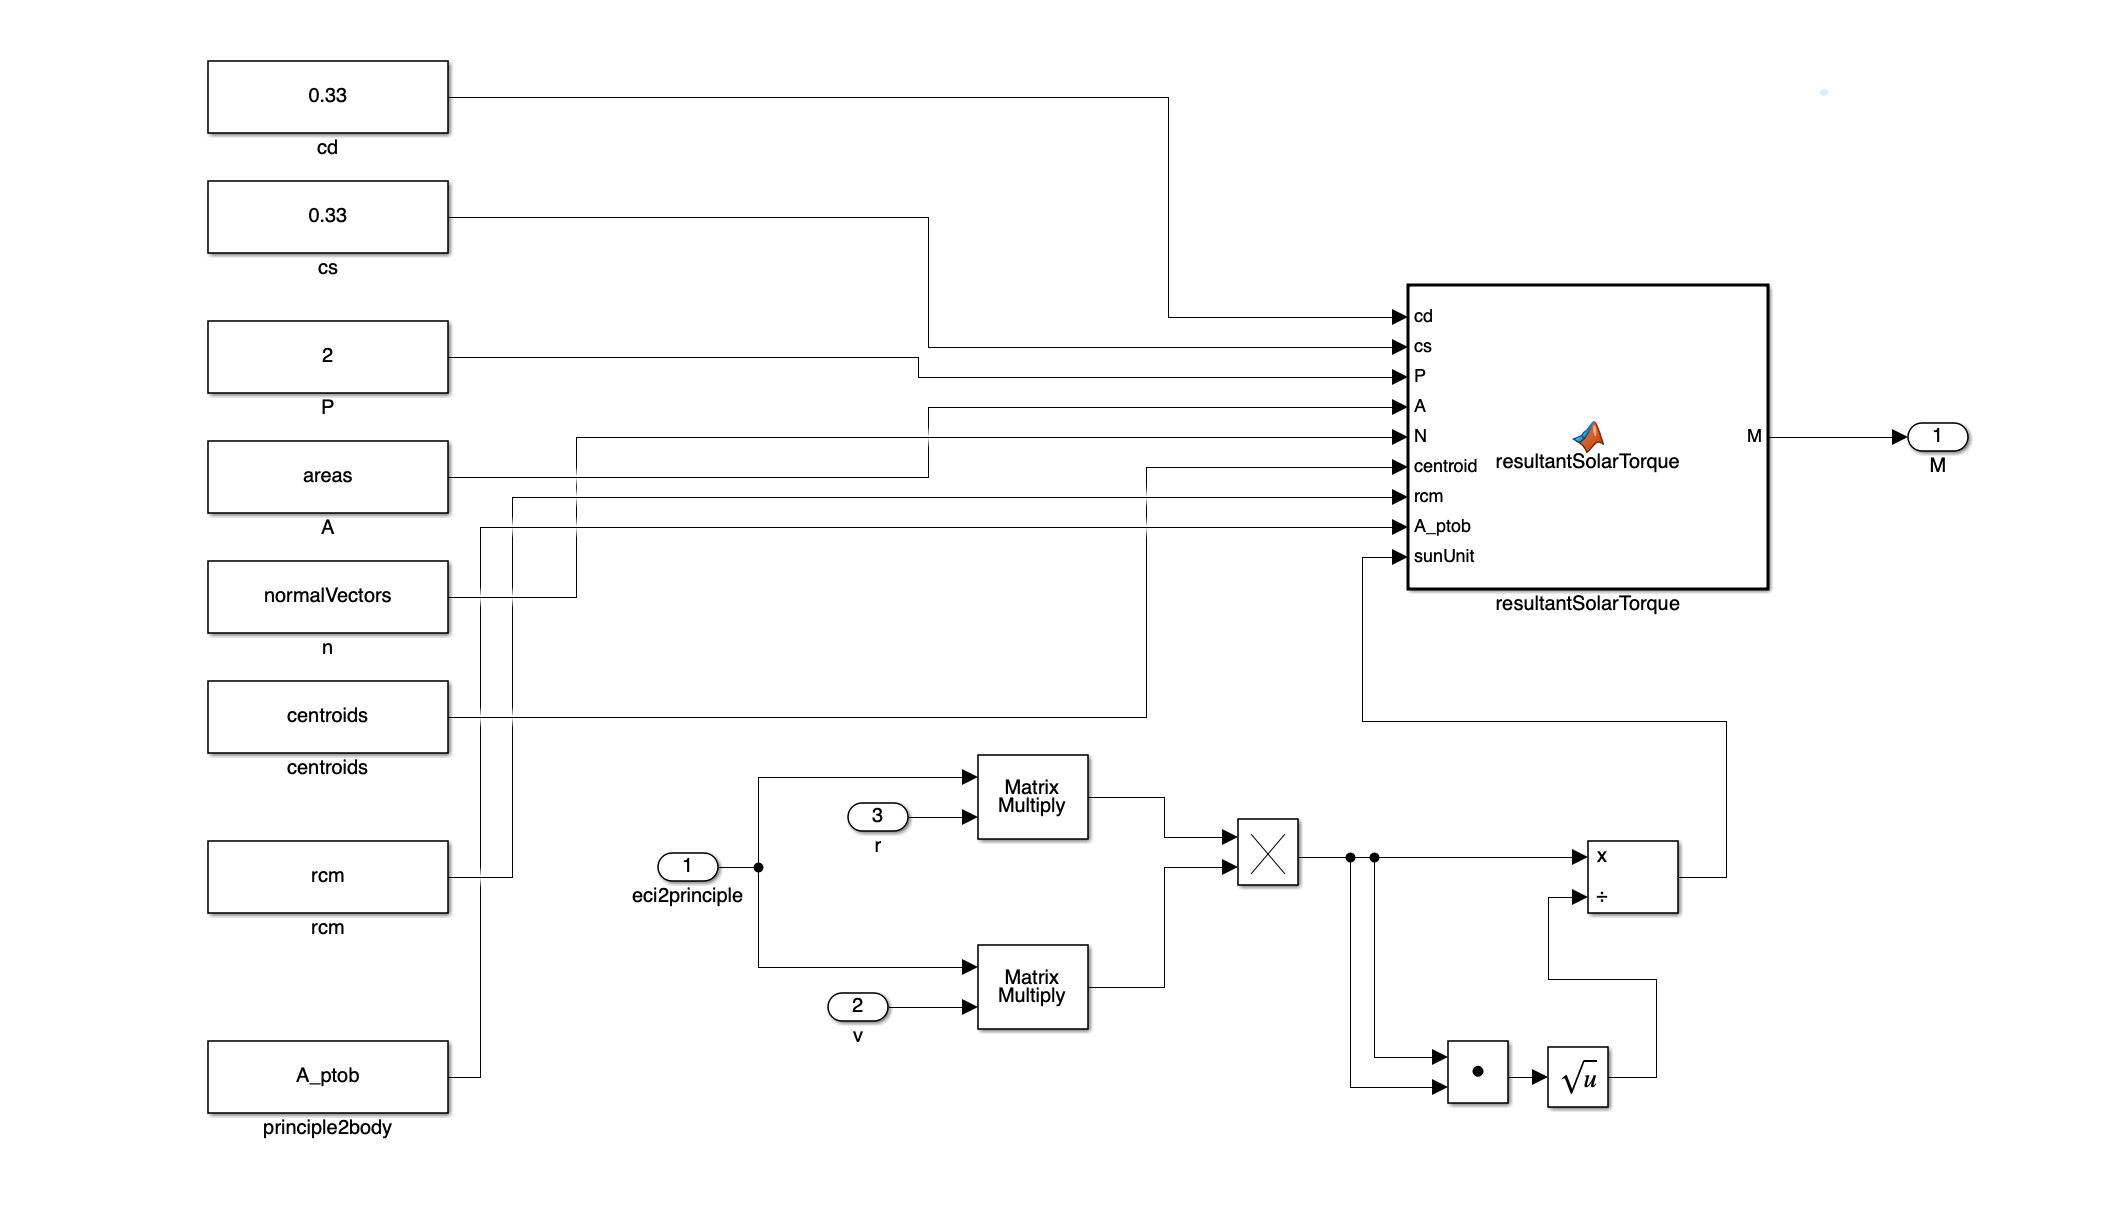 0.33
cd
0.33
cs
2
P
areas
A
normalVectors
n
centroids
centroids
rcm
rcm
A_ptob
principle2body
cd
cs
P
A
N
centroid
rcm
A_ptob
sunUnit
resultantSolarTorque
M
resultantSolarTorque
1
M
1
eci2principle
3
r
Matrix
Multiply
2
v
Matrix
Multiply
x
÷
√u